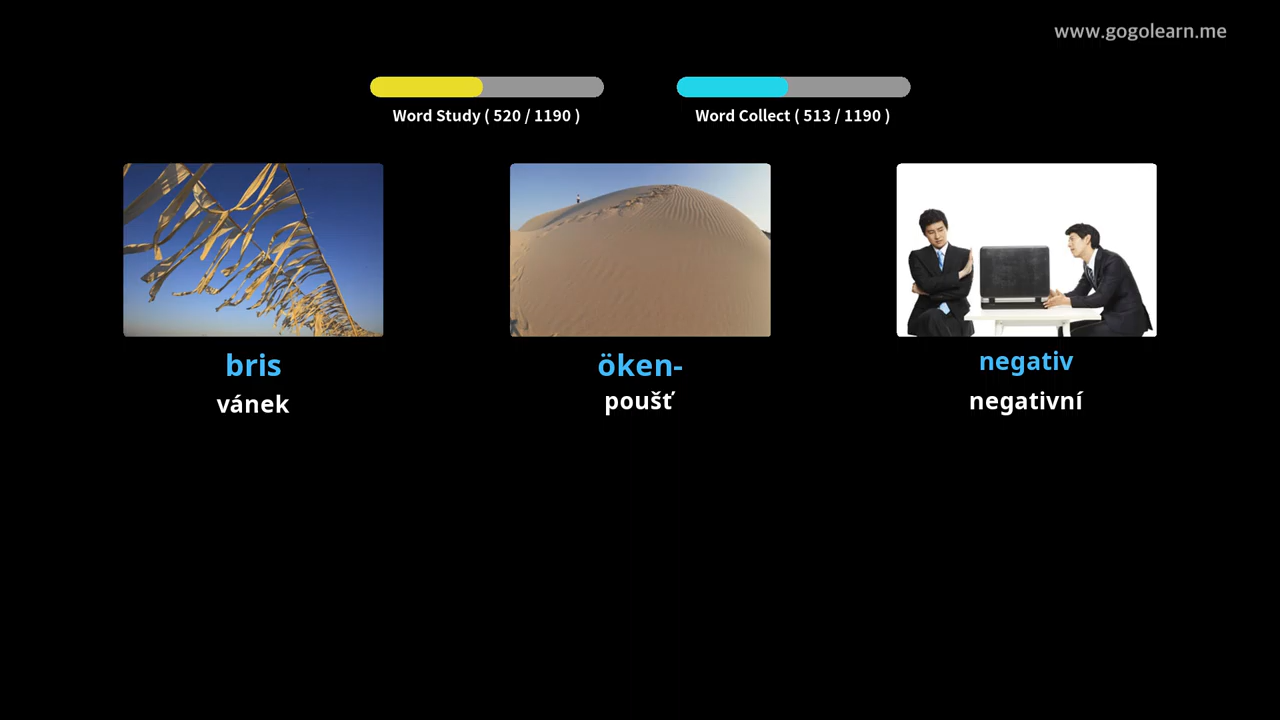 www.gogolearn.me
Word Study ( 520 / 1190 )
Word Collect ( 513 / 1190 )
bris
vánek
öken-
poušť
negativ
negativní